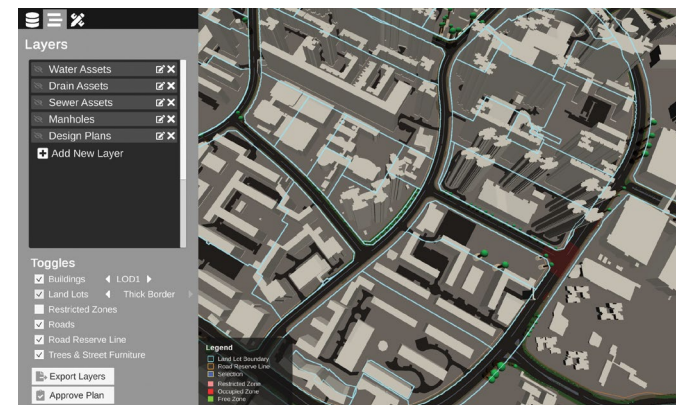 Layers
Water Assets
Drain Assets
Sewer Assets
Manholes
Design Plans
Add New Layer
Toggles
Buildings LOD1
Land Lots Thick Border
Restricted Zones
Roads
Road Reserve Line
Trees & Street Furniture
Export Layers
Approve Plan
Legend
Land Lot Boundary
Road Reserve Line
Selection
Restricted Zone
Occupied Zone
Free Zone